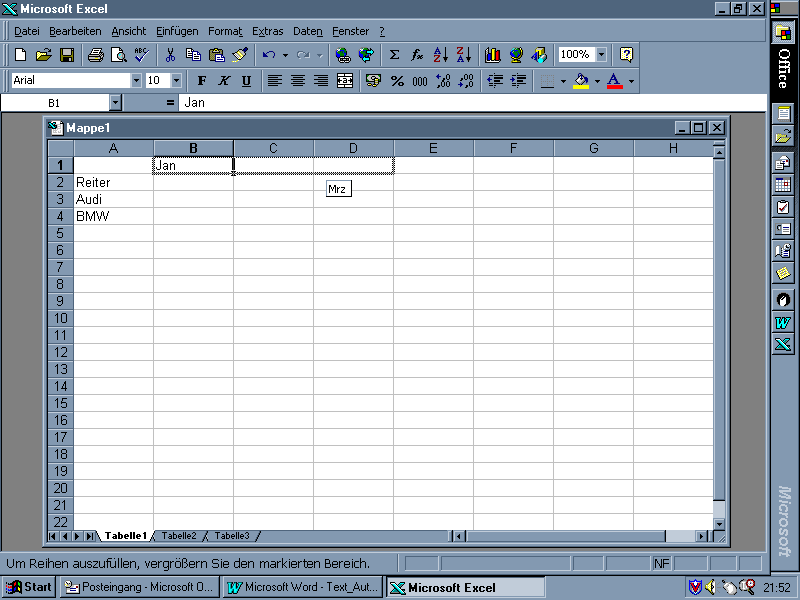 Microsoft Excel
Datei Bearbeiten Ansicht Einfügen Format Extras Daten Fenster ?
ABC Σ fx A Z Z A 100% ?
Arial 10 F K U % 000 A
B1 = Jan
Mappe1
A B C D E F G H
1 Jan
2 Reiter
Mrz
3 Audi
4 BMW
5
6
7
8
9
10
11
12
13
14
15
16
17
18
19
20
21
22
Tabelle1 Tabelle2 Tabelle3
Um Reihen auszufüllen, vergrößern Sie den markierten Bereich. NF
Start Posteingang - Microsoft O... Microsoft Word - Text_Aut... Microsoft Excel 21:52
Office
Microsoft